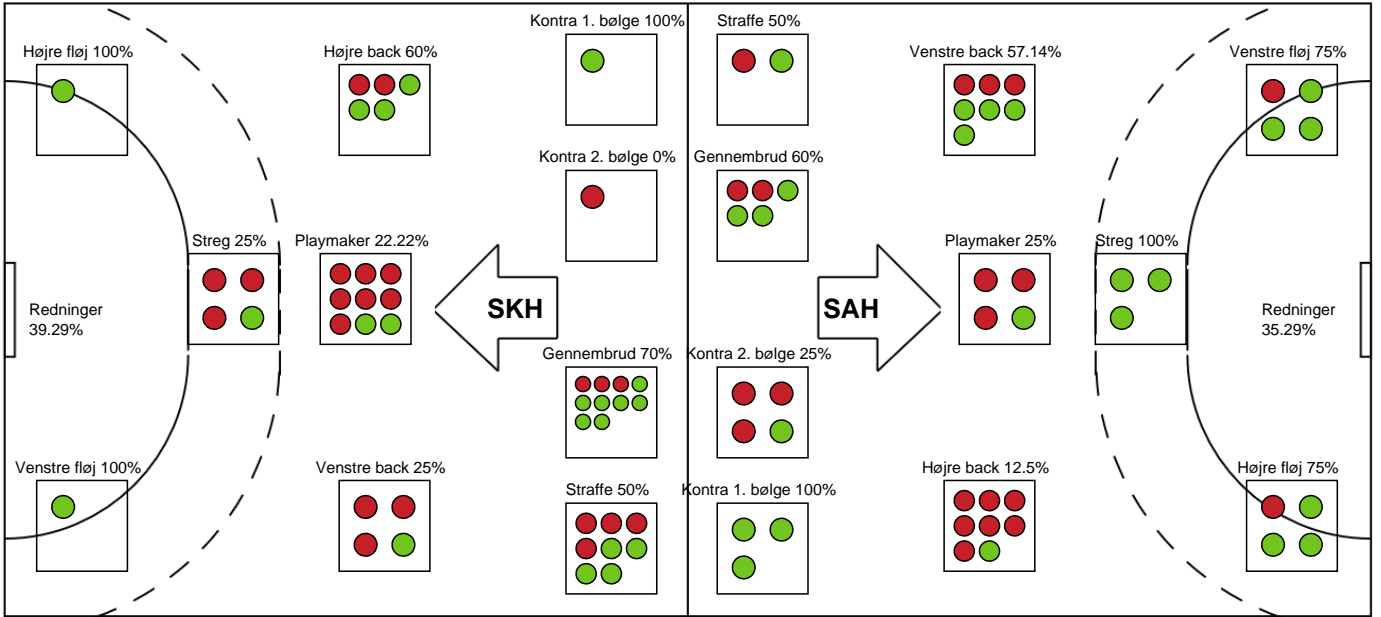 Kontra 1. bølge 100%
Straffe 50%
Højre fløj 100%
Højre back 60%
Venstre back 57.14%
Venstre fløj 75%
Kontra 2. bølge 0%
Gennembrud 60%
Streg 25%
Playmaker 22.22%
Playmaker 25%
Streg 100%
Redninger
39.29%
SKH
SAH
Redninger
35.29%
Gennembrud 70%
Kontra 2. bølge 25%
Venstre fløj 100%
Venstre back 25%
Højre back 12.5%
Højre fløj 75%
Straffe 50%
Kontra 1. bølge 100%